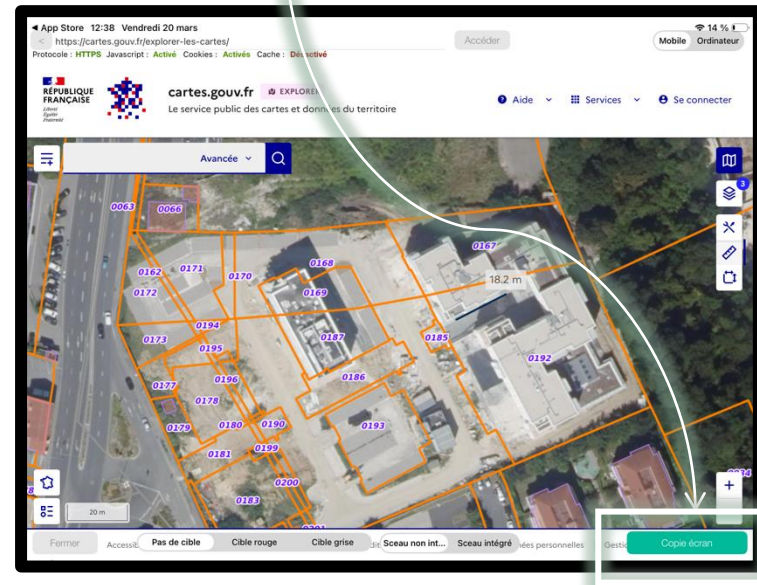 App Store 12:38 Vendredi 20 mars 14 %
https://cartes.gouv.fr/explorer-les-cartes/ Accéder Mobile Ordinateur
Protocole : HTTPS Javascript : Activé Cookies : Activés Cache : Désactivé
RÉPUBLIQUE
FRANÇAISE
Liberté
Égalité
Fraternité
cartes.gouv.fr EXPLORER
Le service public des cartes et données du territoire
Aide Services Se connecter
Avancée
3
0063
0066
0167
0168
0162 0171
0170
18.2 m
0172
0169
0194
0173
0187
0185
0195
0192
0186
0177
0196
0178
0179
0180 0190
0193
0181
0199
0200
0183
20 m
Fermer Pas de cible Cible rouge Cible grise Sceau non int... Sceau intégré Copie écran